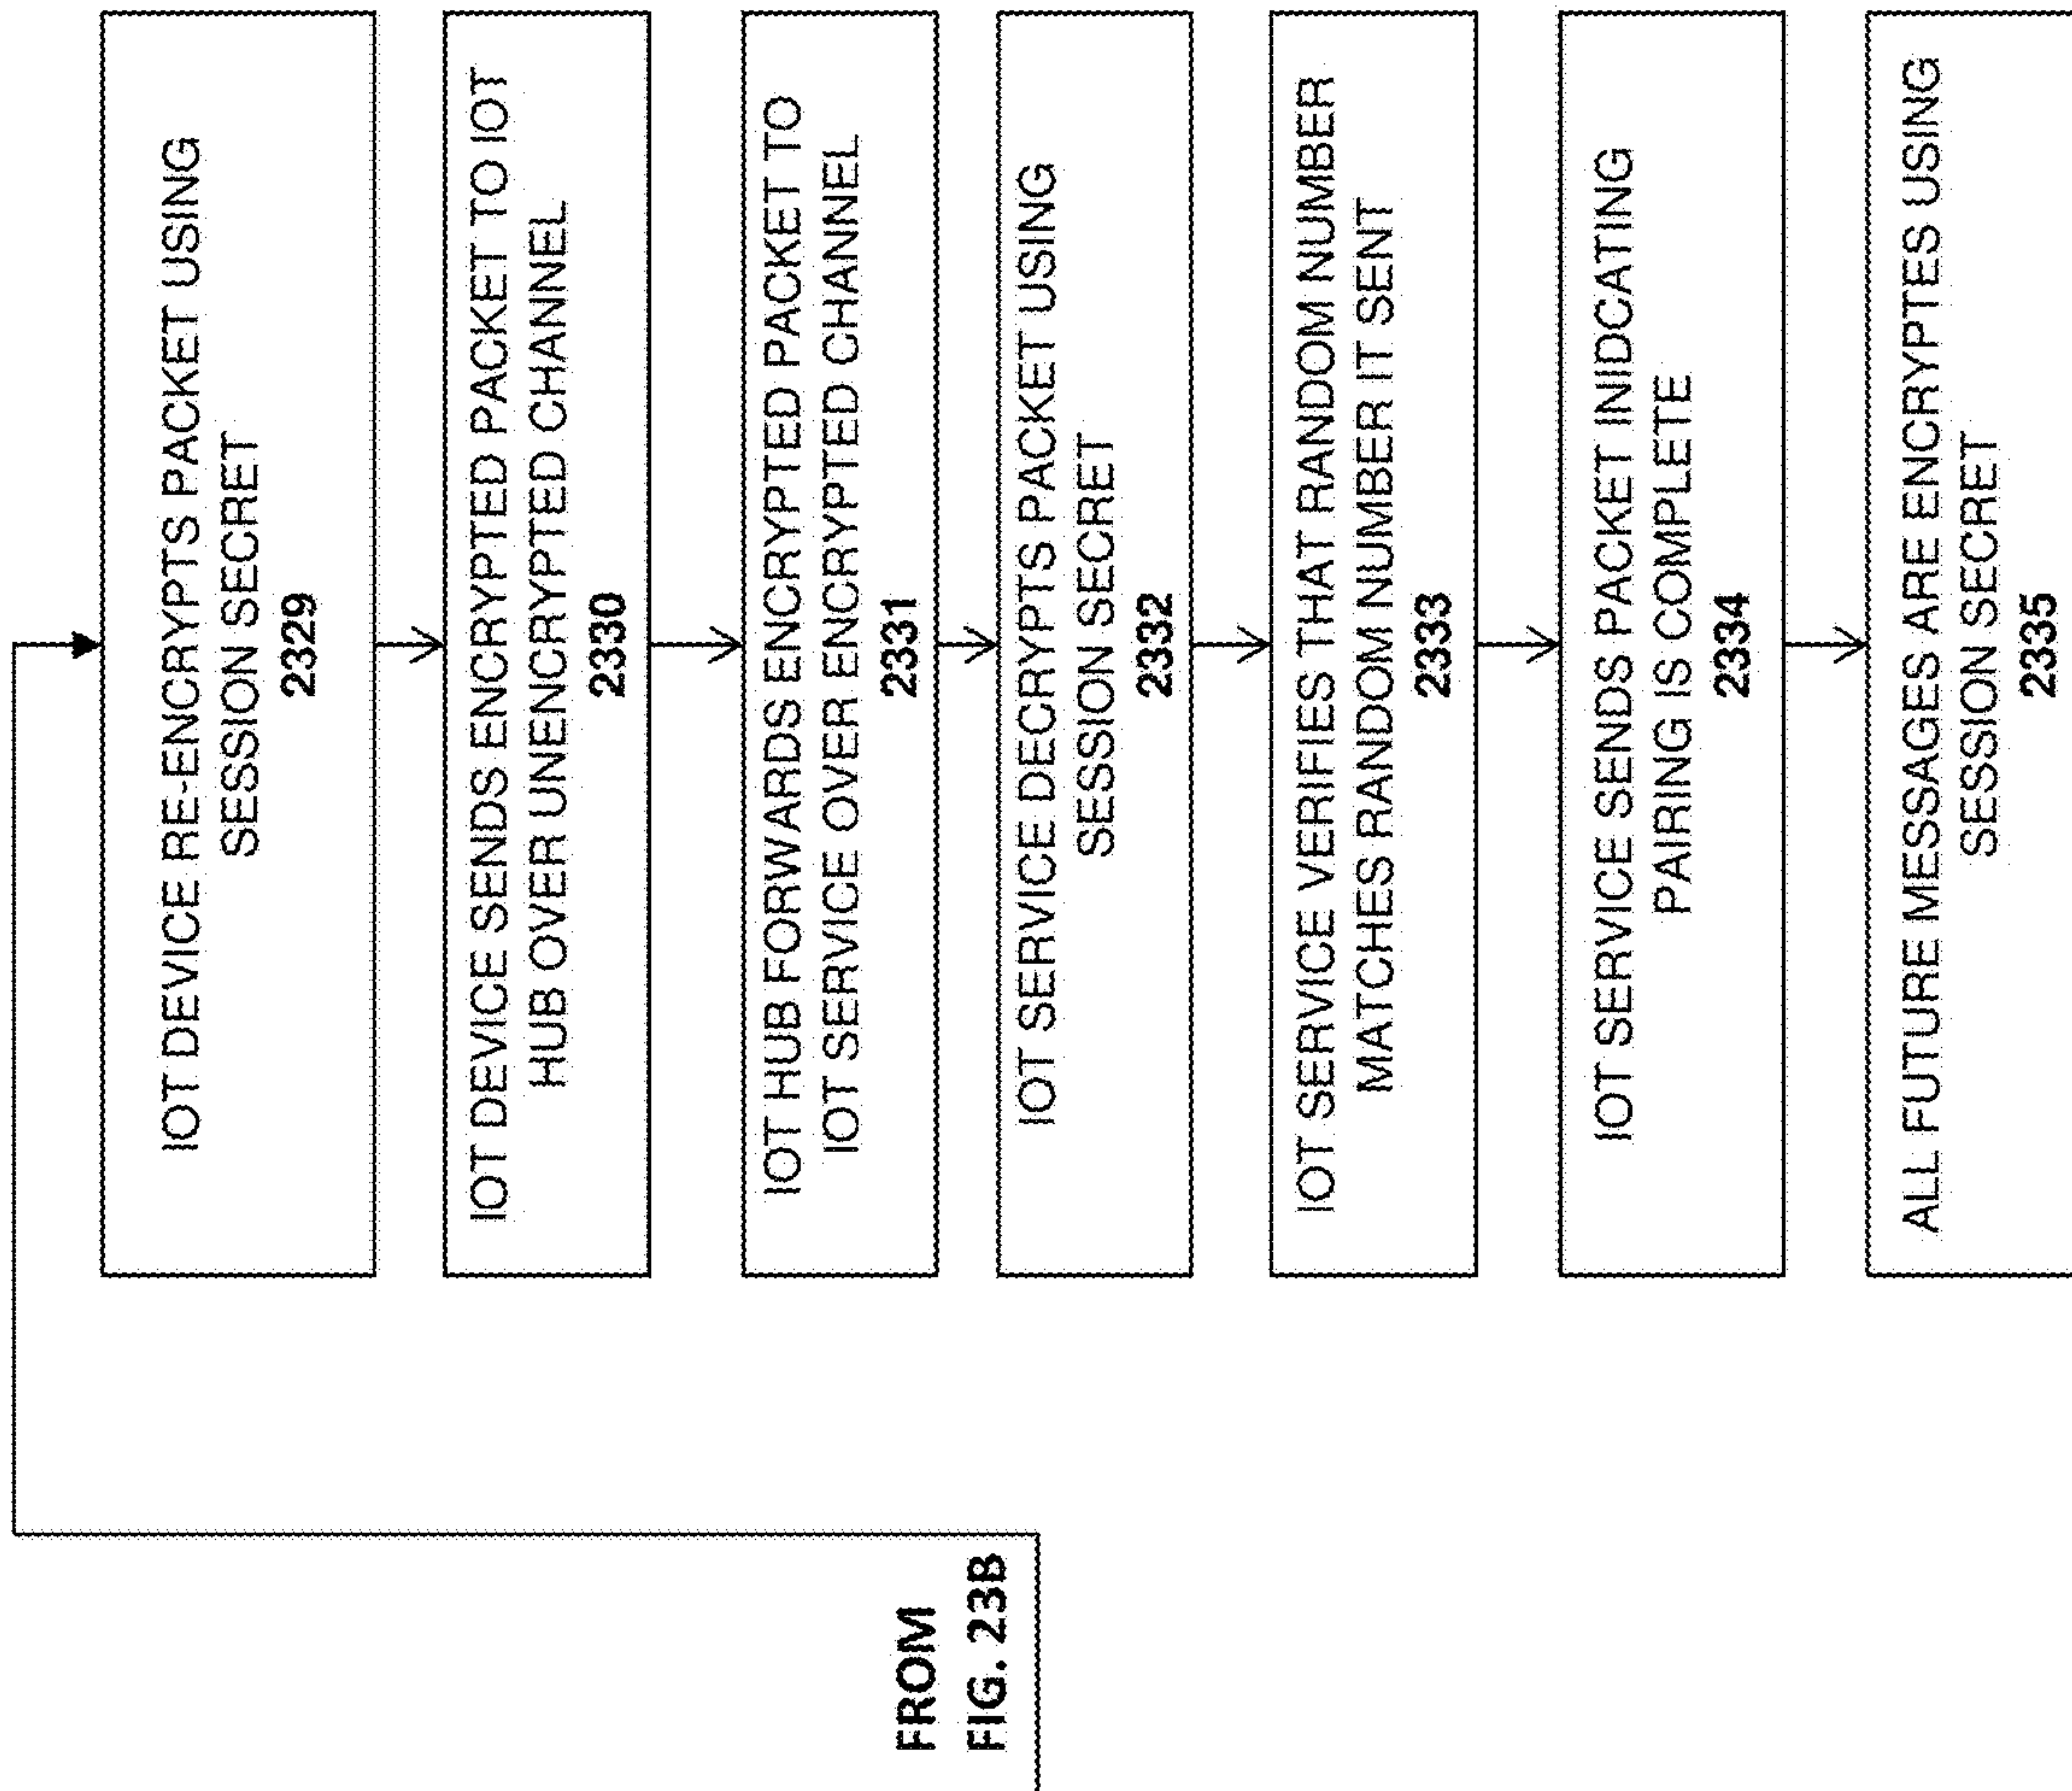 FROM
FIG. 23B
IOT DEVICE RE-ENCRYPTS PACKET USING
SESSION SECRET
2329
IOT DEVICE SENDS ENCRYPTED PACKET TO IOT
HUB OVER UNENCRYPTED CHANNEL
2330
IOT HUB FORWARDS ENCRYPTED PACKET TO
IOT SERVICE OVER ENCRYPTED CHANNEL
2331
IOT SERVICE DECRYPTS PACKET USING
SESSION SECRET
2332
IOT SERVICE VERIFIES THAT RANDOM NUMBER
MATCHES RANDOM NUMBER IT SENT
2333
IOT SERVICE SENDS PACKET INIDCATING
PAIRING IS COMPLETE
2334
ALL FUTURE MESSAGES ARE ENCRYPTES USING
SESSION SECRET
2335